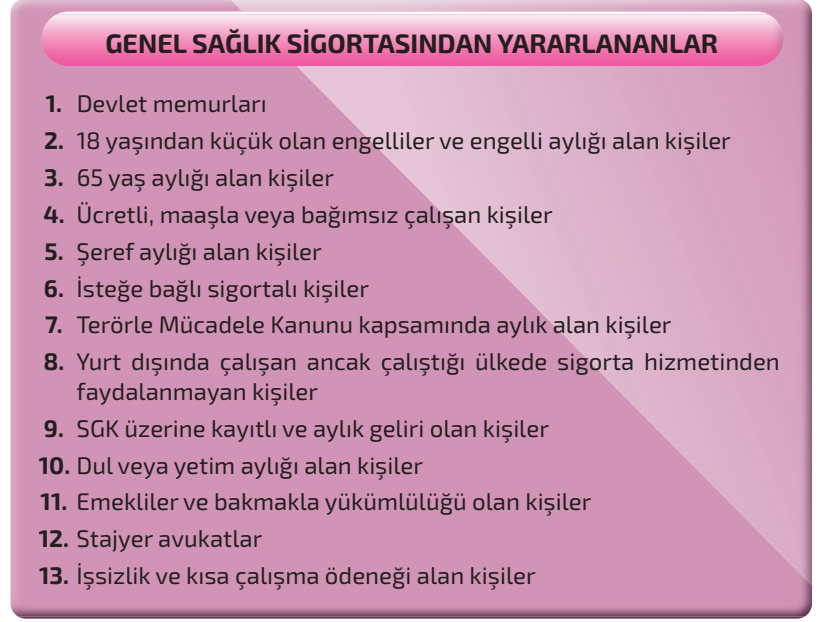 GENEL SAĞLIK SİGORTASINDAN YARARLANANLAR
1. Devlet memurları
2. 18 yaşından küçük olan engelliler ve engelli aylığı alan kişiler
3. 65 yaş aylığı alan kişiler
4. Ücretli, maaşla veya bağımsız çalışan kişiler
5. Şeref aylığı alan kişiler
6. İsteğe bağlı sigortalı kişiler
7. Terörle Mücadele Kanunu kapsamında aylık alan kişiler
8. Yurt dışında çalışan ancak çalıştığı ülkede sigorta hizmetinden
faydalanmayan kişiler
9. SGK üzerine kayıtlı ve aylık geliri olan kişiler
10. Dul veya yetim aylığı alan kişiler
11. Emekliler ve bakmakla yükümlülüğü olan kişiler
12. Stajyer avukatlar
13. İşsizlik ve kısa çalışma ödeneği alan kişiler